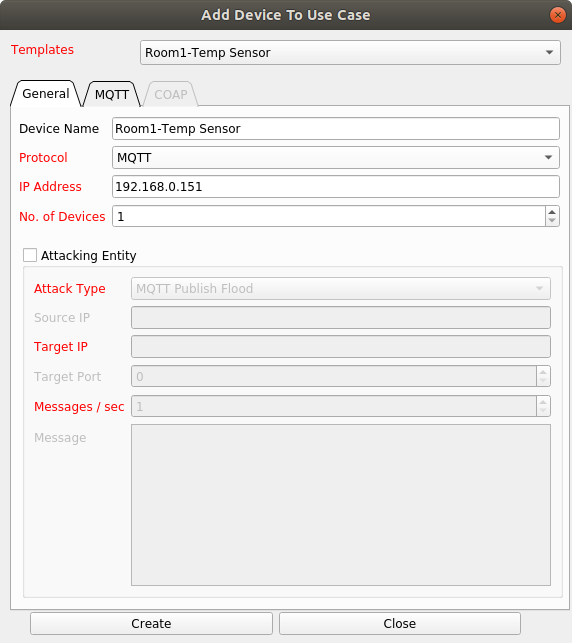 Add Device To Use Case
Templates Room1-Temp Sensor
General MQTT COAP
Device Name Room1-Temp Sensor
Protocol MQTT
IP Address 192.168.0.151
No. of Devices 1
Attacking Entity
Attack Type MQTT Publish Flood
Source IP
Target IP
Target Port 0
Messages / sec 1
Message
Create Close